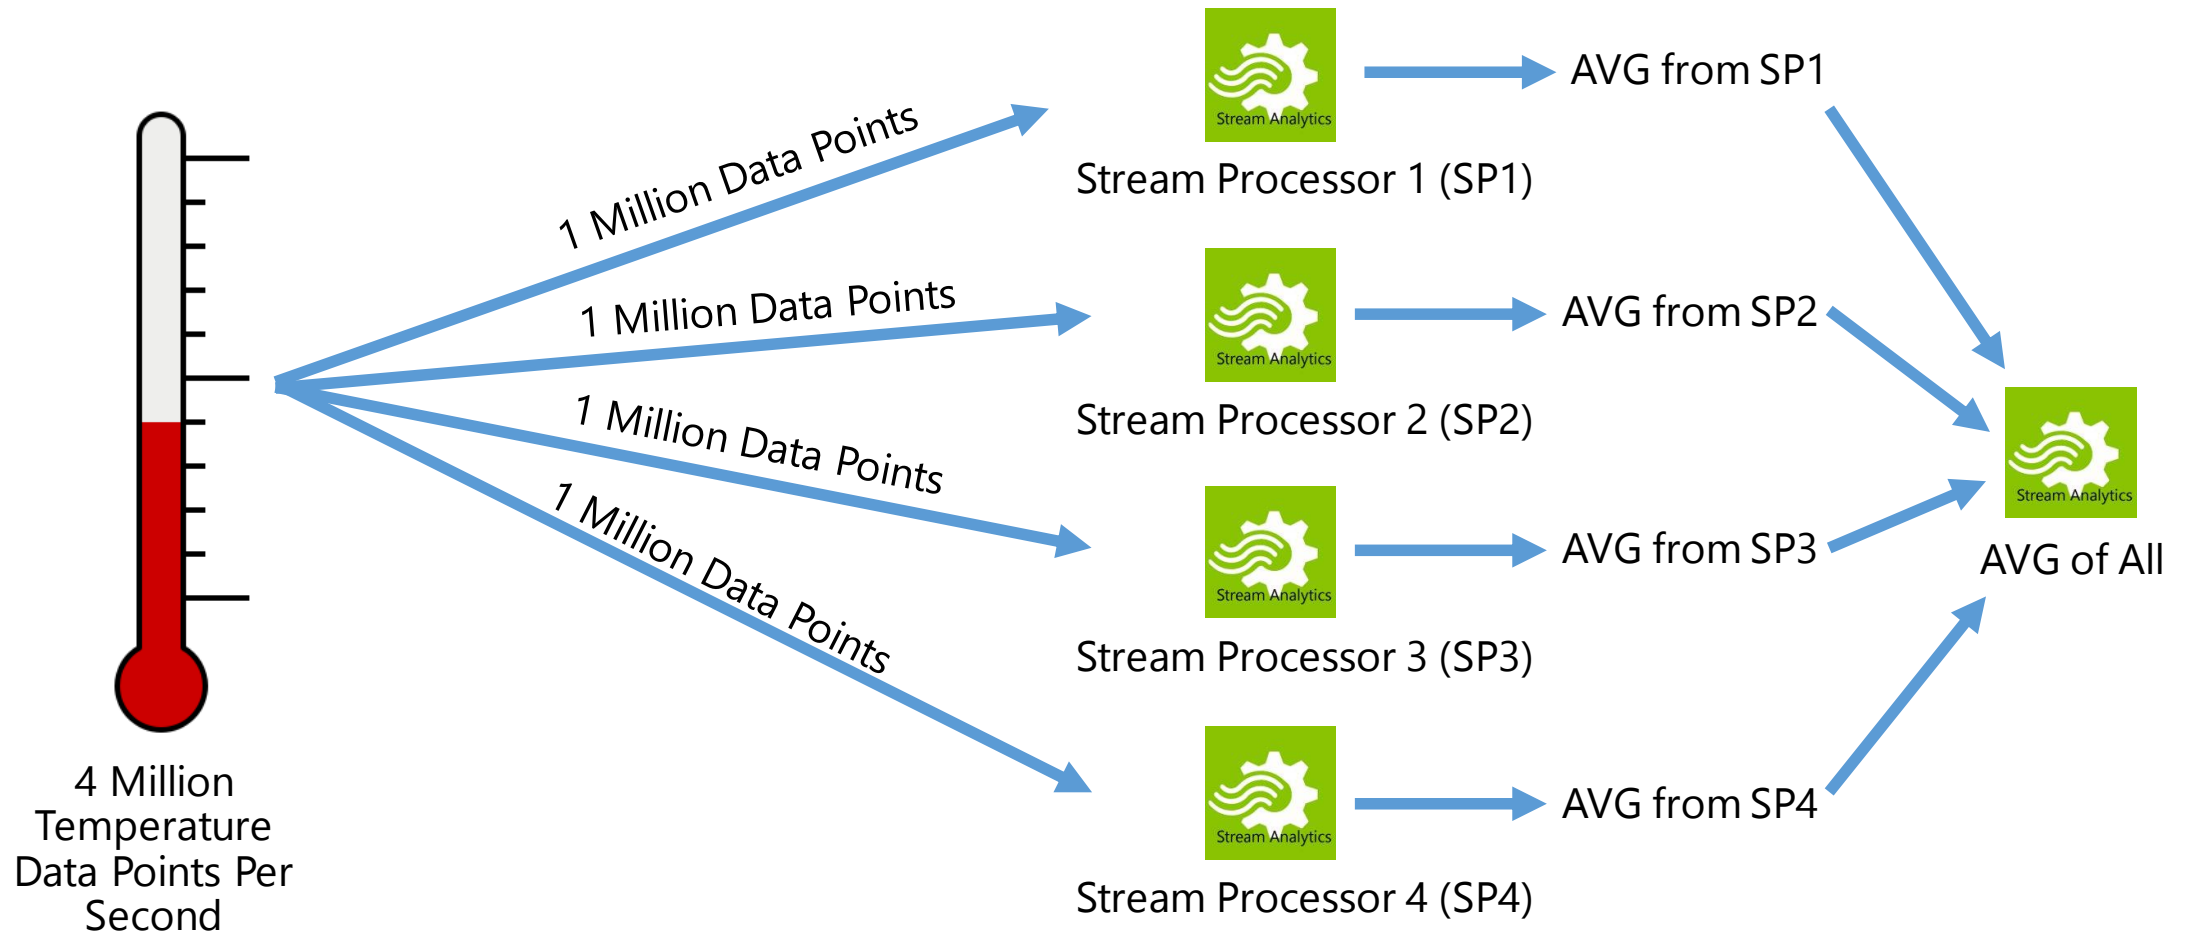 4 Million
Temperature
Data Points Per
Second
1 Million Data Points
1 Million Data Points
1 Million Data Points
1 Million Data Points
Stream Analytics
Stream Processor 1 (SP1)
AVG from SP1
Stream Analytics
Stream Processor 2 (SP2)
AVG from SP2
Stream Analytics
Stream Processor 3 (SP3)
AVG from SP3
Stream Analytics
Stream Processor 4 (SP4)
AVG from SP4
Stream Analytics
AVG of All